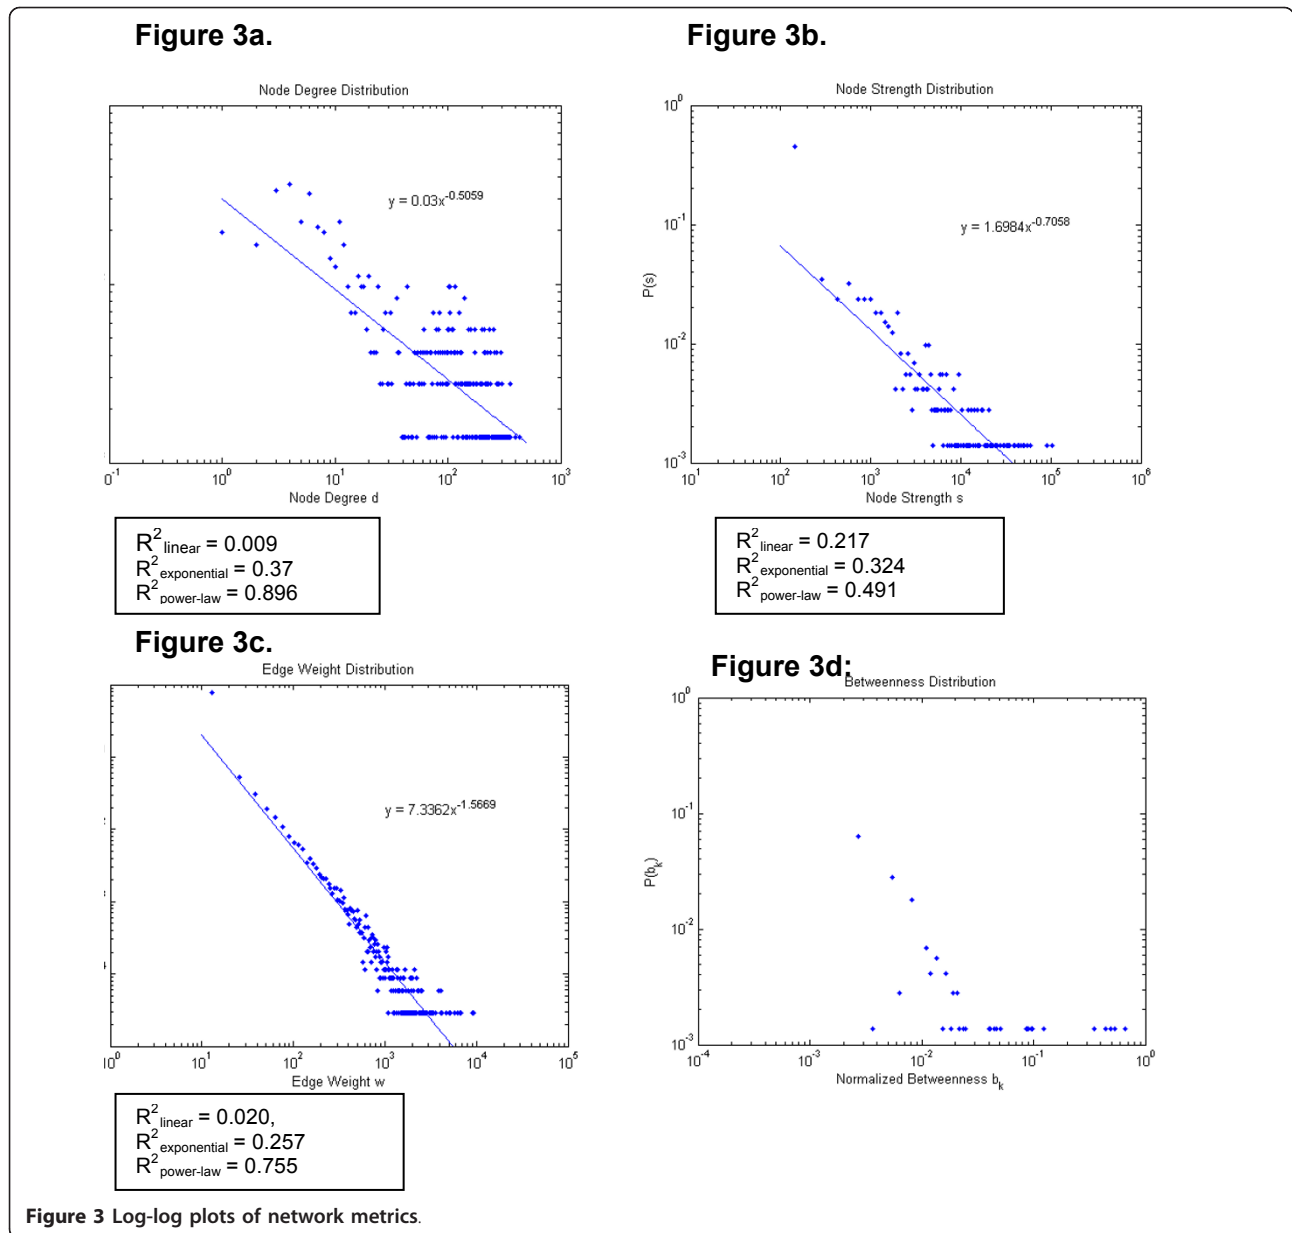 Figure 3a.
Node Degree Distribution
y = 0.03x^-0.5059
10^-1 10^0 10^1 10^2 10^3
Node Degree d
R^2 linear = 0.009
R^2 exponential = 0.37
R^2 power-law = 0.896
Figure 3b.
Node Strength Distribution
10^0
10^-1
10^-2
10^-3
P(s)
y = 1.6984x^-0.7058
10^1 10^2 10^3 10^4 10^5 10^6
Node Strength s
R^2 linear = 0.217
R^2 exponential = 0.324
R^2 power-law = 0.491
Figure 3c.
Edge Weight Distribution
y = 7.3362x^-1.5669
10^0 10^1 10^2 10^3 10^4 10^5
Edge Weight w
R^2 linear = 0.020,
R^2 exponential = 0.257
R^2 power-law = 0.755
Figure 3d:
Betweenness Distribution
10^0
10^-1
10^-2
10^-3
P(b_k)
10^-4 10^-3 10^-2 10^-1 10^0
Normalized Betweenness b_k
Figure 3 Log-log plots of network metrics.